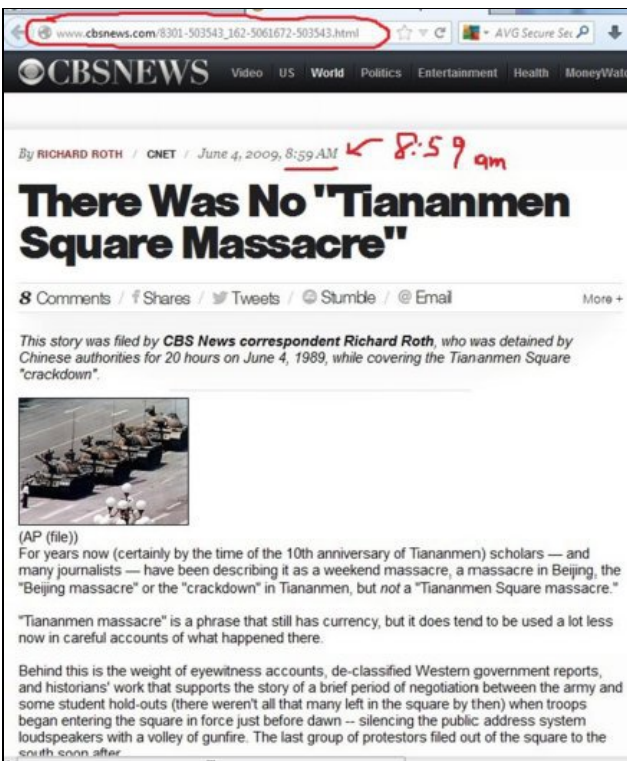 www.cbsnews.com/8301-503543_162-5061672-503543.html AVG Secure Sec
CBSNEWS Video US World Politics Entertainment Health MoneyWatc
By RICHARD ROTH / CNET / June 4, 2009, 8:59 AM 8:59 am
There Was No "Tiananmen
Square Massacre"
8 Comments / f Shares / Tweets / Stumble / @ Email More +
This story was filed by CBS News correspondent Richard Roth, who was detained by
Chinese authorities for 20 hours on June 4, 1989, while covering the Tiananmen Square
"crackdown".
(AP (file))
For years now (certainly by the time of the 10th anniversary of Tiananmen) scholars — and
many journalists — have been describing it as a weekend massacre, a massacre in Beijing, the
"Beijing massacre" or the "crackdown" in Tiananmen, but not a "Tiananmen Square massacre."
"Tiananmen massacre" is a phrase that still has currency, but it does tend to be used a lot less
now in careful accounts of what happened there.
Behind this is the weight of eyewitness accounts, de-classified Western government reports,
and historians' work that supports the story of a brief period of negotiation between the army and
some student hold-outs (there weren't all that many left in the square by then) when troops
began entering the square in force just before dawn -- silencing the public address system
loudspeakers with a volley of gunfire. The last group of protestors filed out of the square to the
south soon after